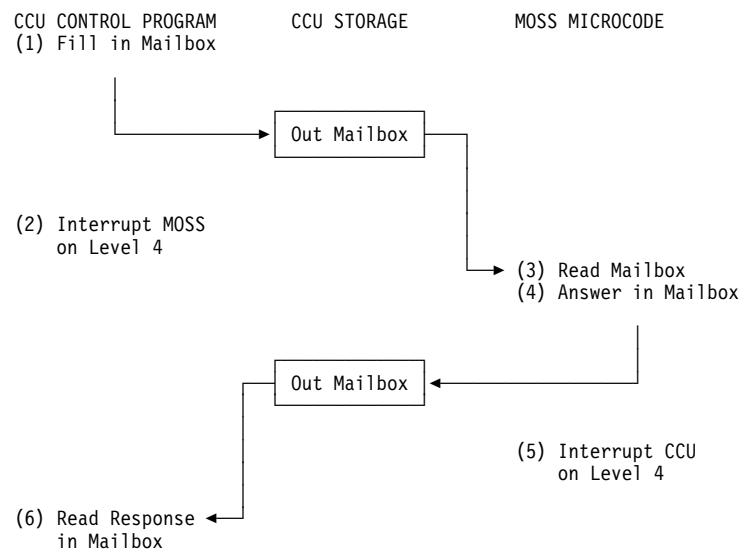 CCU CONTROL PROGRAM CCU STORAGE MOSS MICROCODE
(1) Fill in Mailbox
Out Mailbox
(2) Interrupt MOSS
on Level 4
(3) Read Mailbox
(4) Answer in Mailbox
Out Mailbox
(5) Interrupt CCU
on Level 4
(6) Read Response
in Mailbox